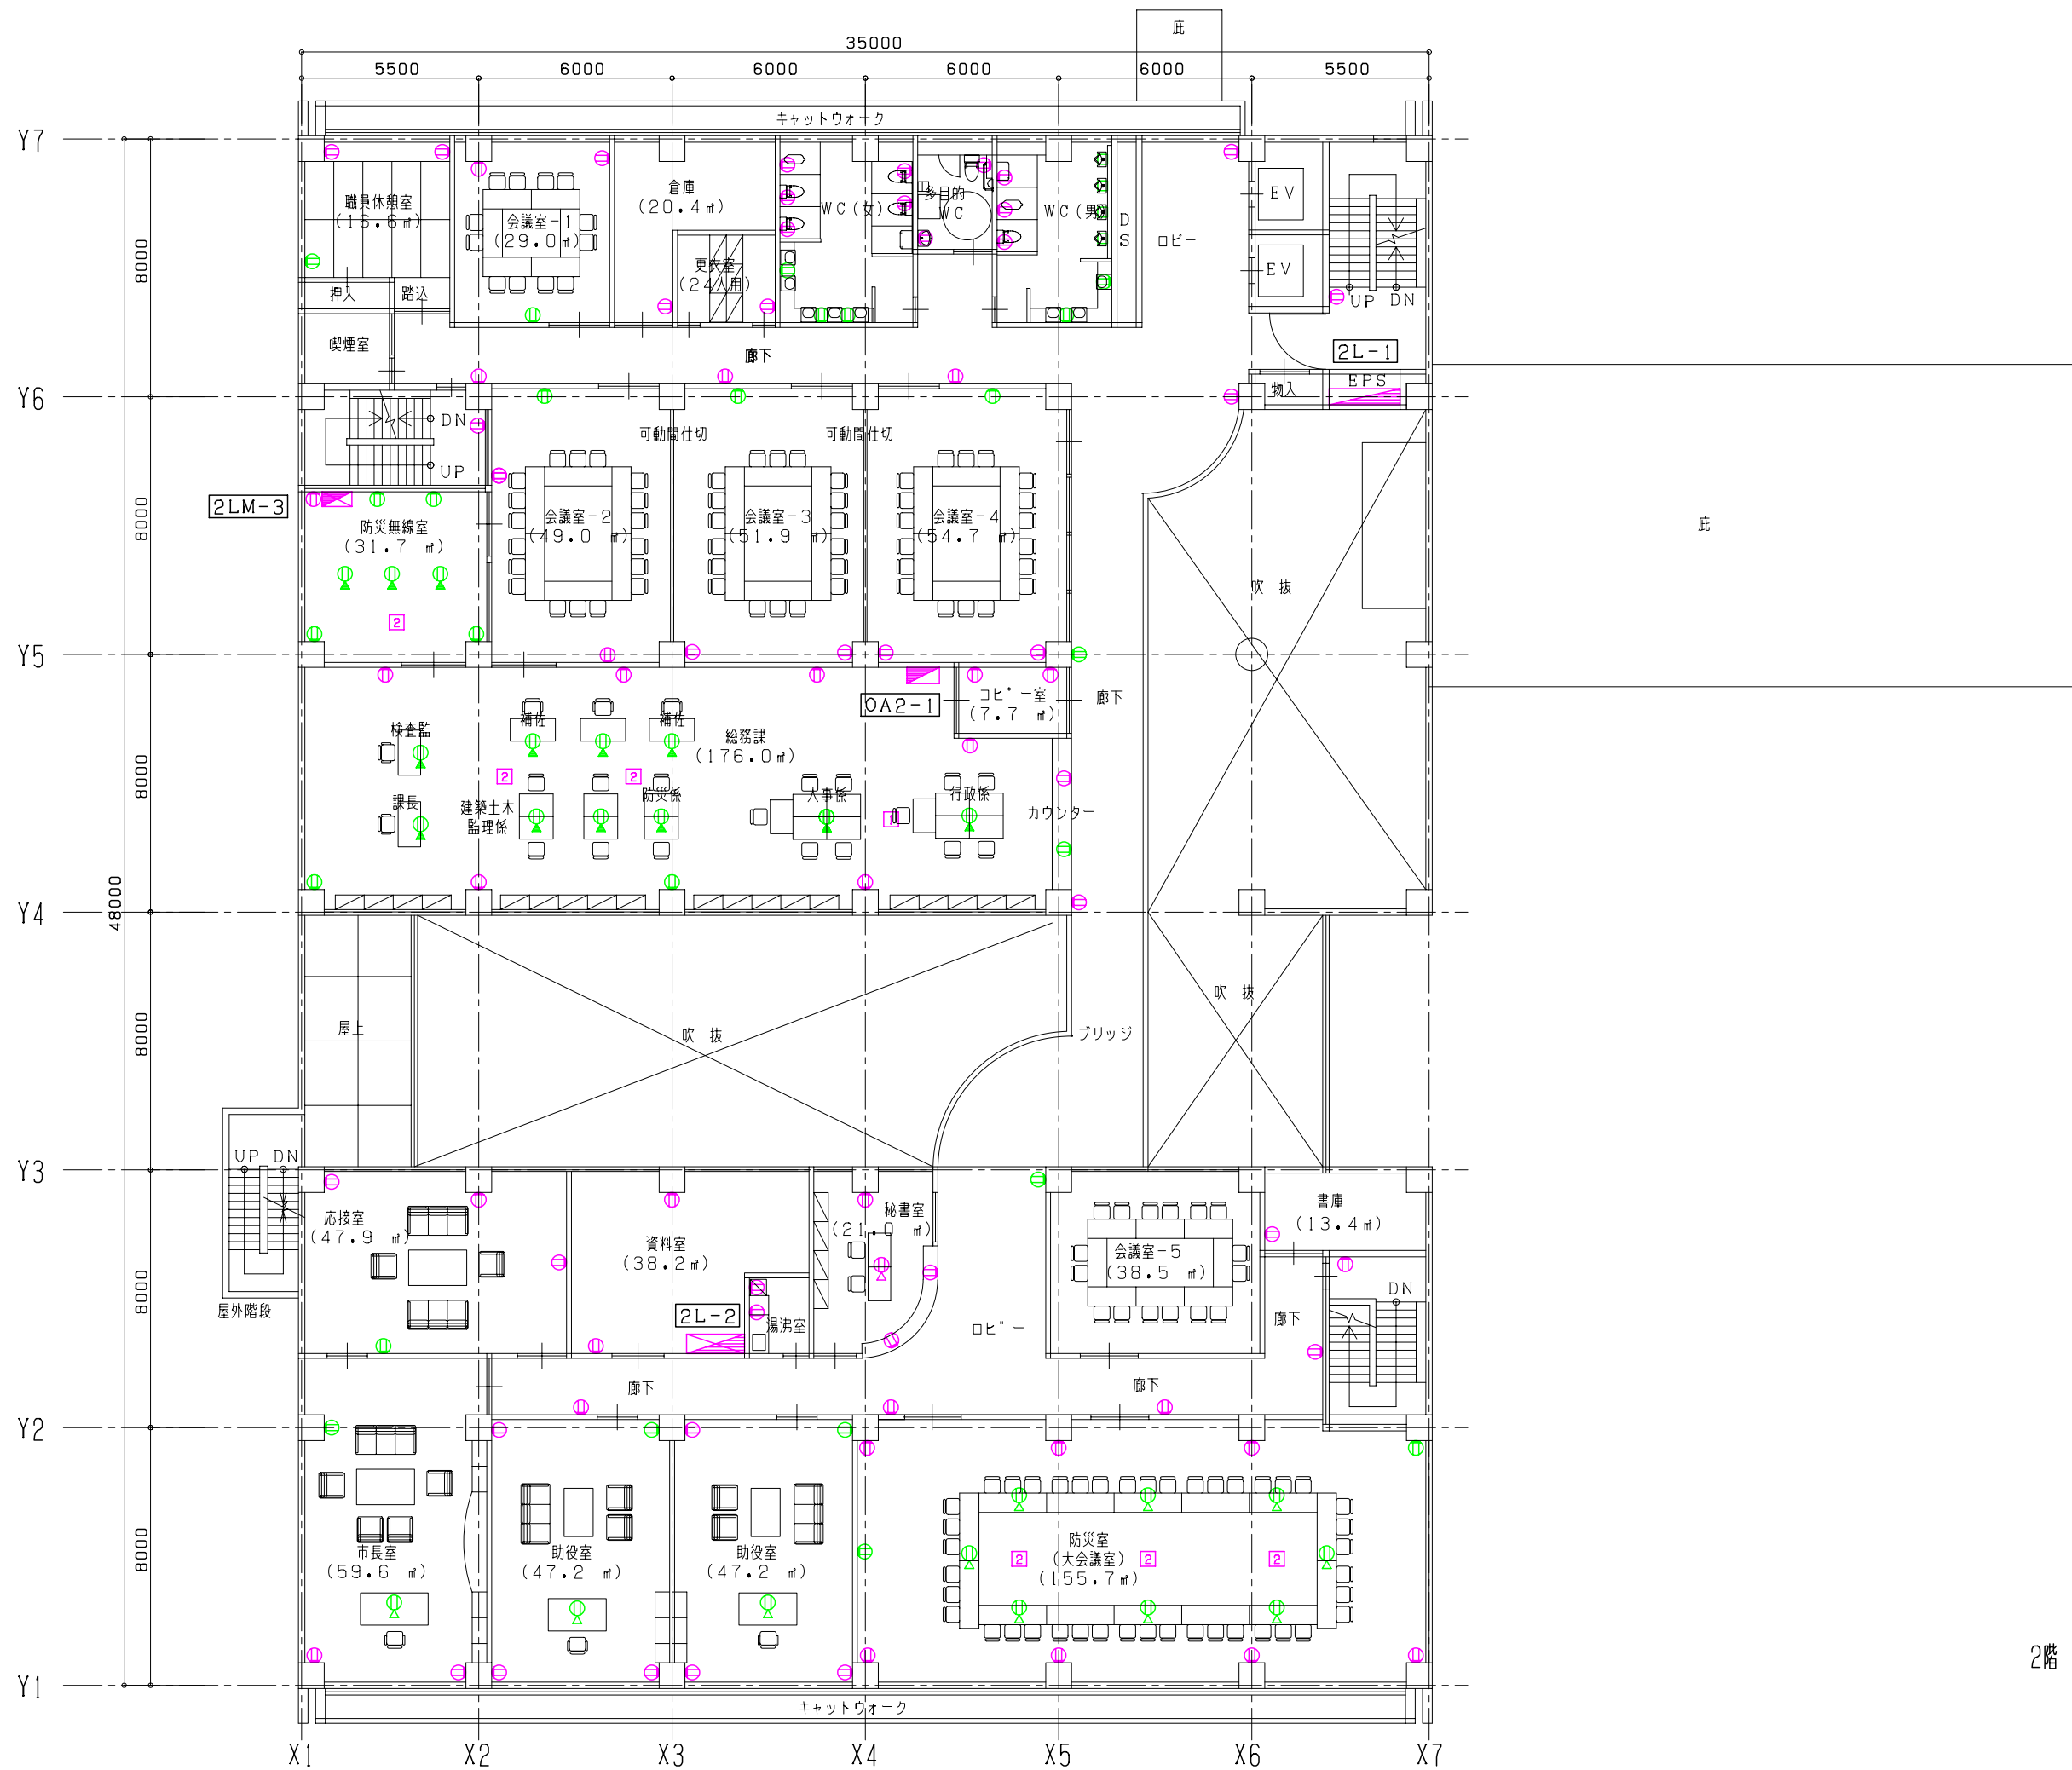 庇
35000
5500 6000 6000 6000 6000 5500
キャットウォーク
Y7
職員休憩室
(16.6㎡)
会議室-1
(29.0㎡)
倉庫
(20.4㎡)
更衣室
(24人用)
WC(女)
多目的
WC
WC(男)
DS
ロビー
EV
EV
UP DN
押入 踏込
喫煙室
廊下
2L-1
EPS
物入
8000
Y6
DN
UP
可動間仕切 可動間仕切
2LM-3
防災無線室
(31.7 ㎡)
2
会議室-2
(49.0 ㎡)
会議室-3
(51.9 ㎡)
会議室-4
(54.7 ㎡)
吹 抜
庇
8000
Y5
OA2-1
コピー室
(7.7 ㎡)
廊下
検査監
補佐 補佐
総務課
(176.0㎡)
2 2
課長
建築土木
監理係
防災係
人事係
1
行政係
カウンター
8000
48000
Y4
屋上
吹 抜
吹 抜
ブリッジ
8000
Y3
UP DN
屋外階段
応接室
(47.9 ㎡)
資料室
(38.2㎡)
2L-2
湯沸室
秘書室
(21.0 ㎡)
ロビー
会議室-5
(38.5 ㎡)
書庫
(13.4㎡)
DN
廊下
廊下
廊下
8000
Y2
市長室
(59.6 ㎡)
助役室
(47.2 ㎡)
助役室
(47.2 ㎡)
防災室
(大会議室)
(155.7㎡)
2 2 2
8000
2階
Y1
キャットウォーク
X1 X2 X3 X4 X5 X6 X7